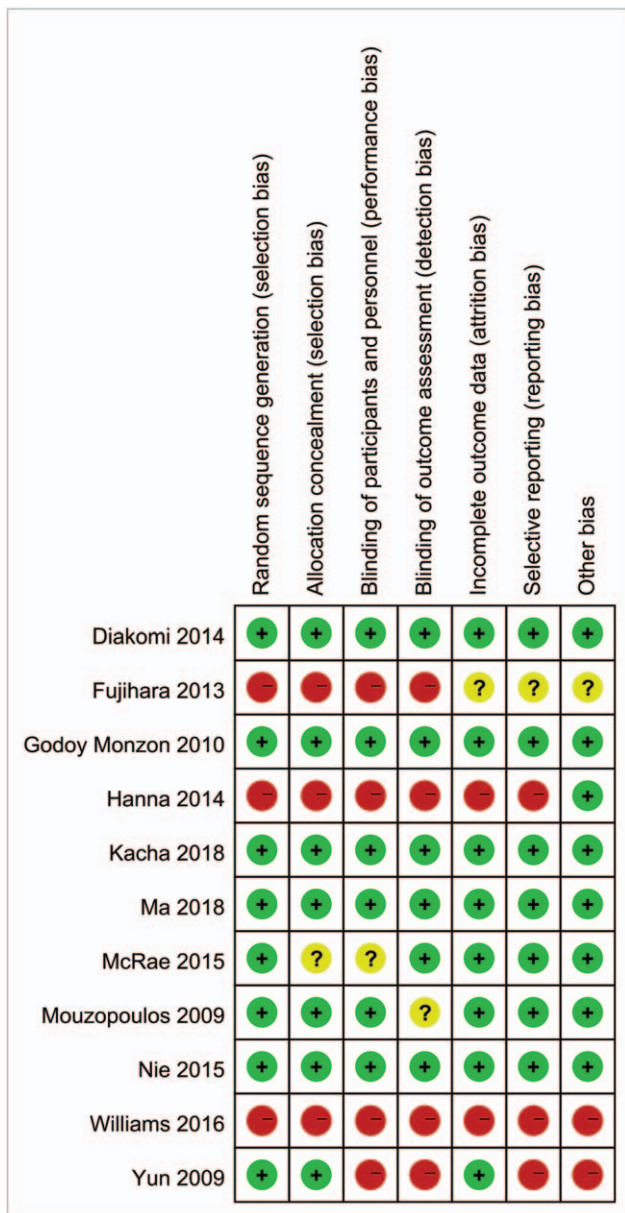 Random sequence generation (selection bias)
Allocation concealment (selection bias)
Blinding of participants and personnel (performance bias)
Blinding of outcome assessment (detection bias)
Incomplete outcome data (attrition bias)
Selective reporting (reporting bias)
Other bias
Diakomi 2014 + + + + + + +
Fujihara 2013 – – – – ? ? ?
Godoy Monzon 2010 + + + + + + +
Hanna 2014 – – – – – – +
Kacha 2018 + + + + + + +
Ma 2018 + + + + + + +
McRae 2015 + ? ? + + + +
Mouzopoulos 2009 + + + ? + + +
Nie 2015 + + + + + + +
Williams 2016 – – – – – – –
Yun 2009 + + – – + – –